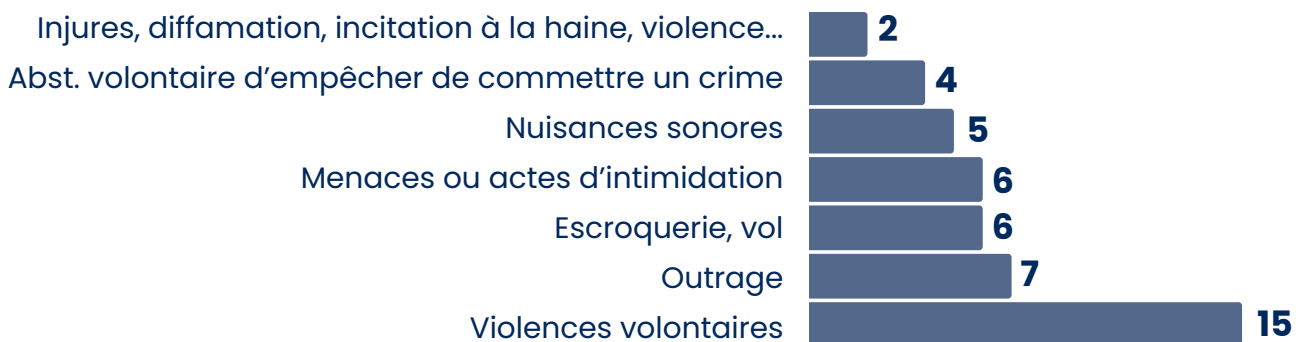 Injures, diffamation, incitation à la haine, violence... 2
Abst. volontaire d’empêcher de commettre un crime 4
Nuisances sonores 5
Menaces ou actes d’intimidation 6
Escroquerie, vol 6
Outrage 7
Violences volontaires 15